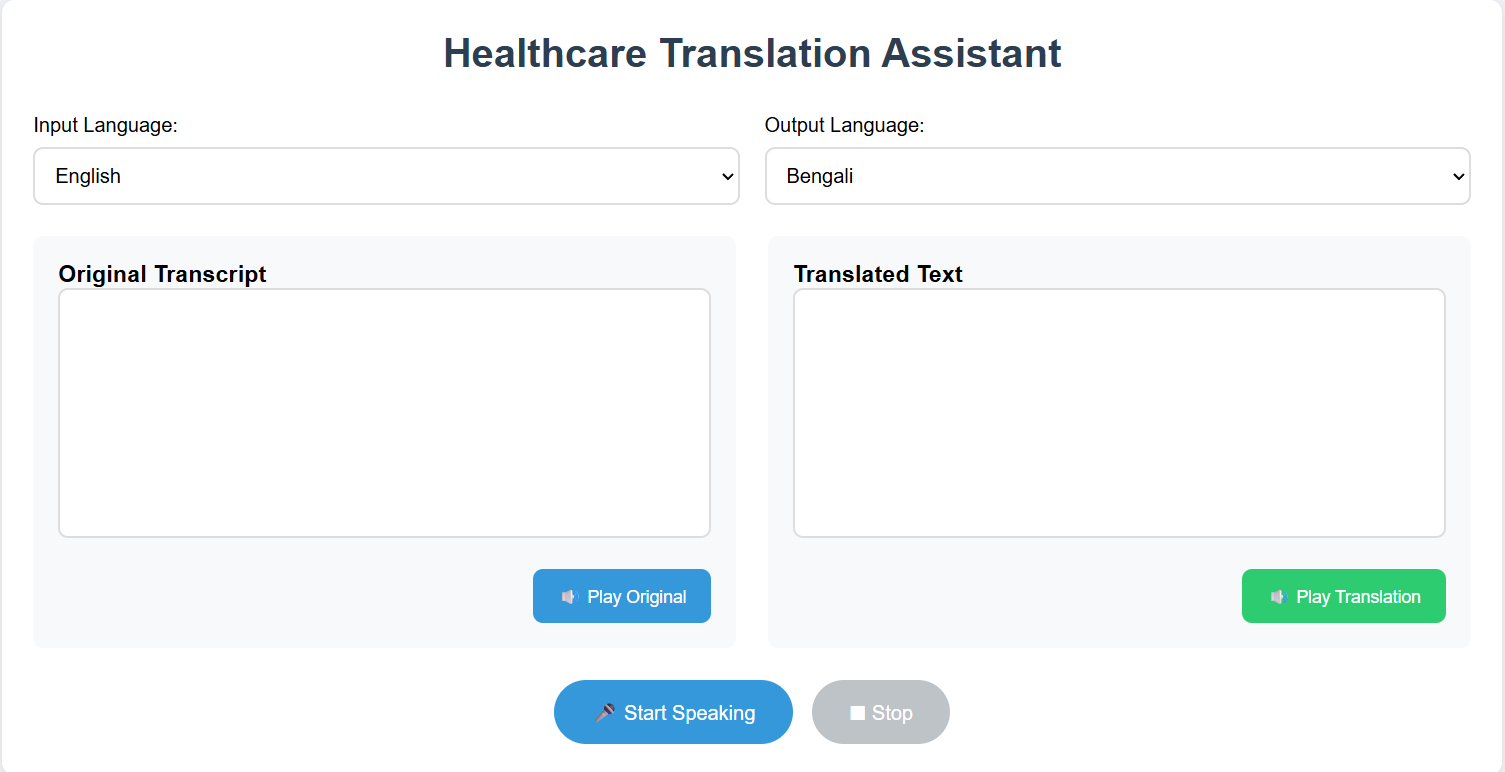 Healthcare Translation Assistant
Input Language:
English
Output Language:
Bengali
Original Transcript
Translated Text
Play Original
Play Translation
Start Speaking
Stop